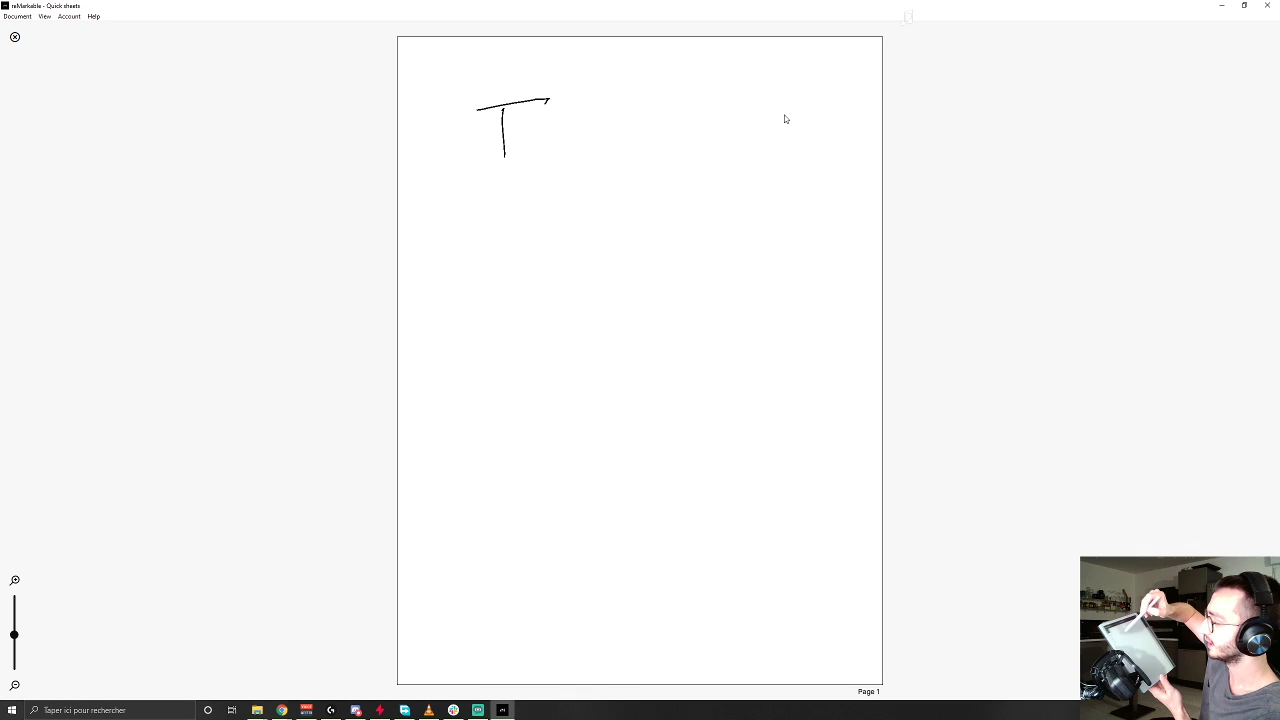 reMarkable - Quick sheets
Document View Account Help
T
Page 1
Taper ici pour rechercher